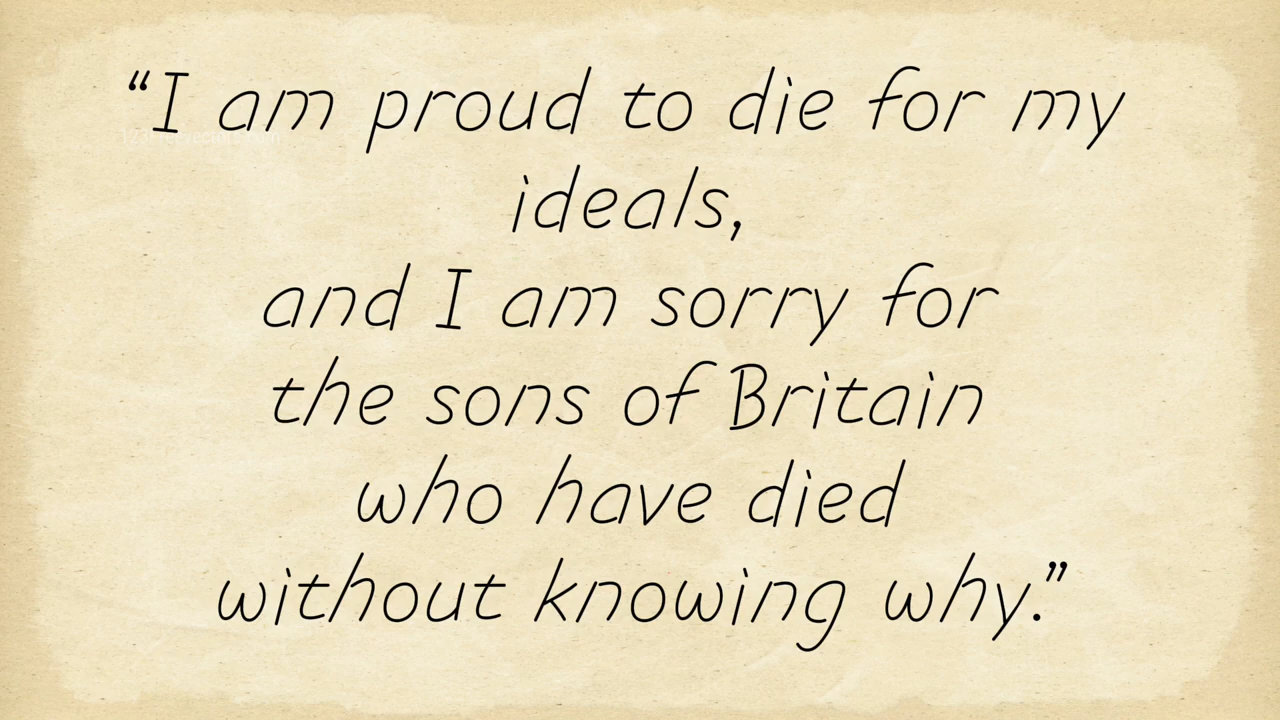 “I am proud to die for my
ideals,
and I am sorry for
the sons of Britain
who have died
without knowing why.”